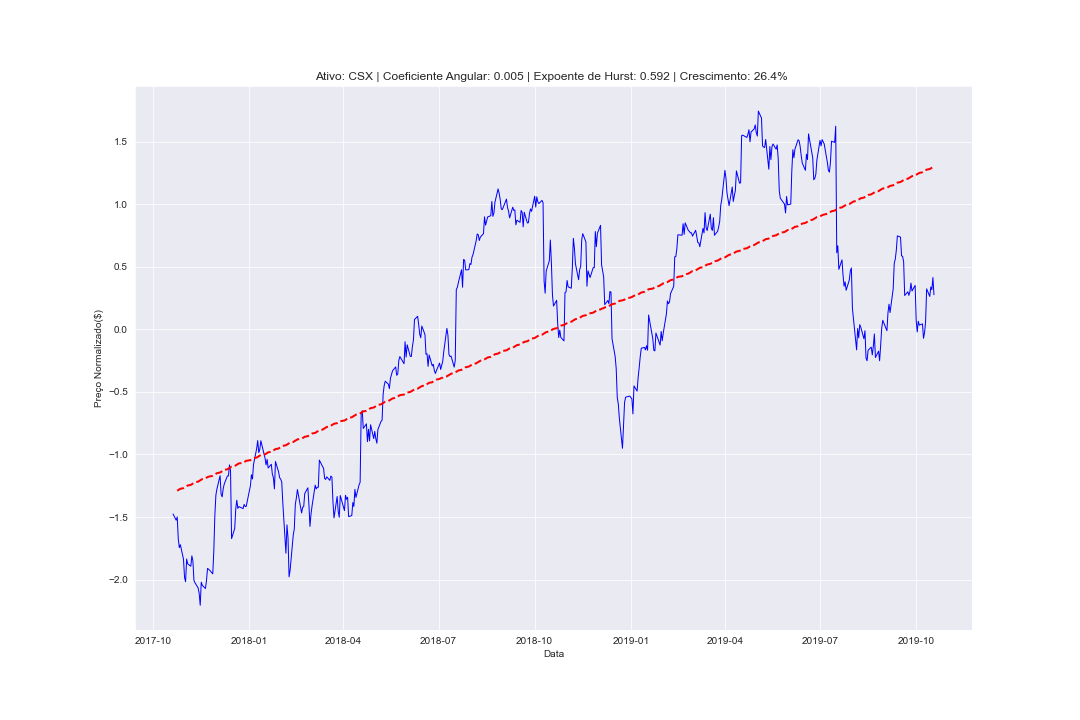 Ativo: CSX | Coeficiente Angular: 0.005 | Expoente de Hurst: 0.592 | Crescimento: 26.4%
Preço Normalizado($)
1.5
1.0
0.5
0.0
−0.5
−1.0
−1.5
−2.0
2017-10 2018-01 2018-04 2018-07 2018-10 2019-01 2019-04 2019-07 2019-10
Data